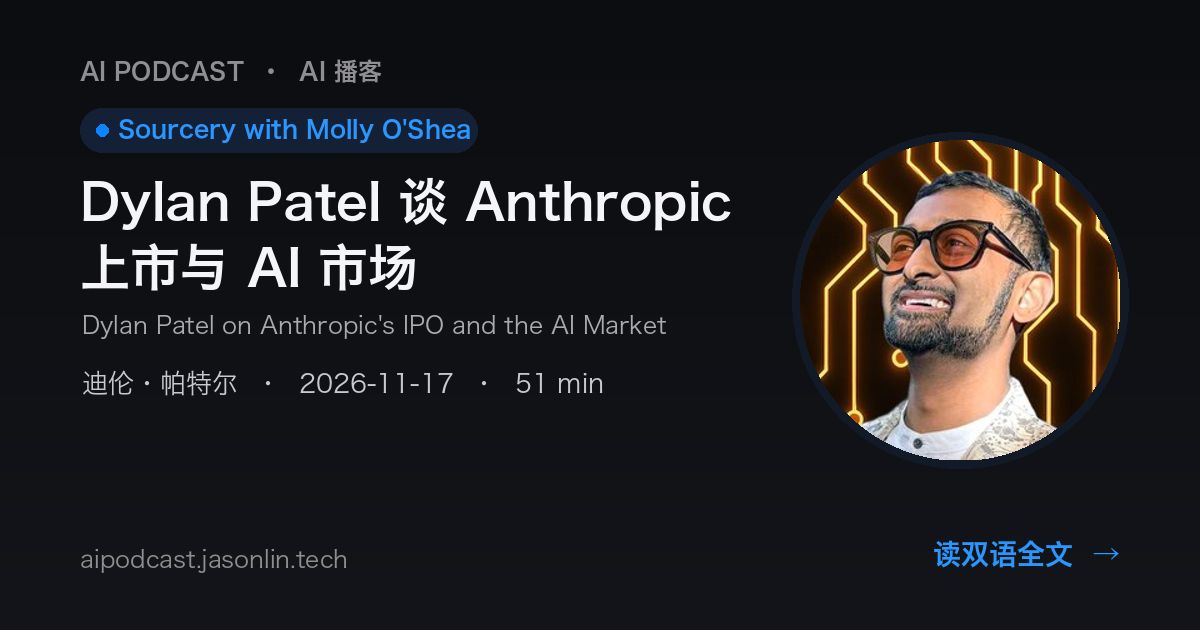 AI PODCAST · AI 播客
Sourcery with Molly O'Shea
Dylan Patel 谈 Anthropic
上市与 AI 市场
Dylan Patel on Anthropic's IPO and the AI Market
迪伦·帕特尔 · 2026-11-17 · 51 min
aipodcast.jasonlin.tech
读双语全文 →